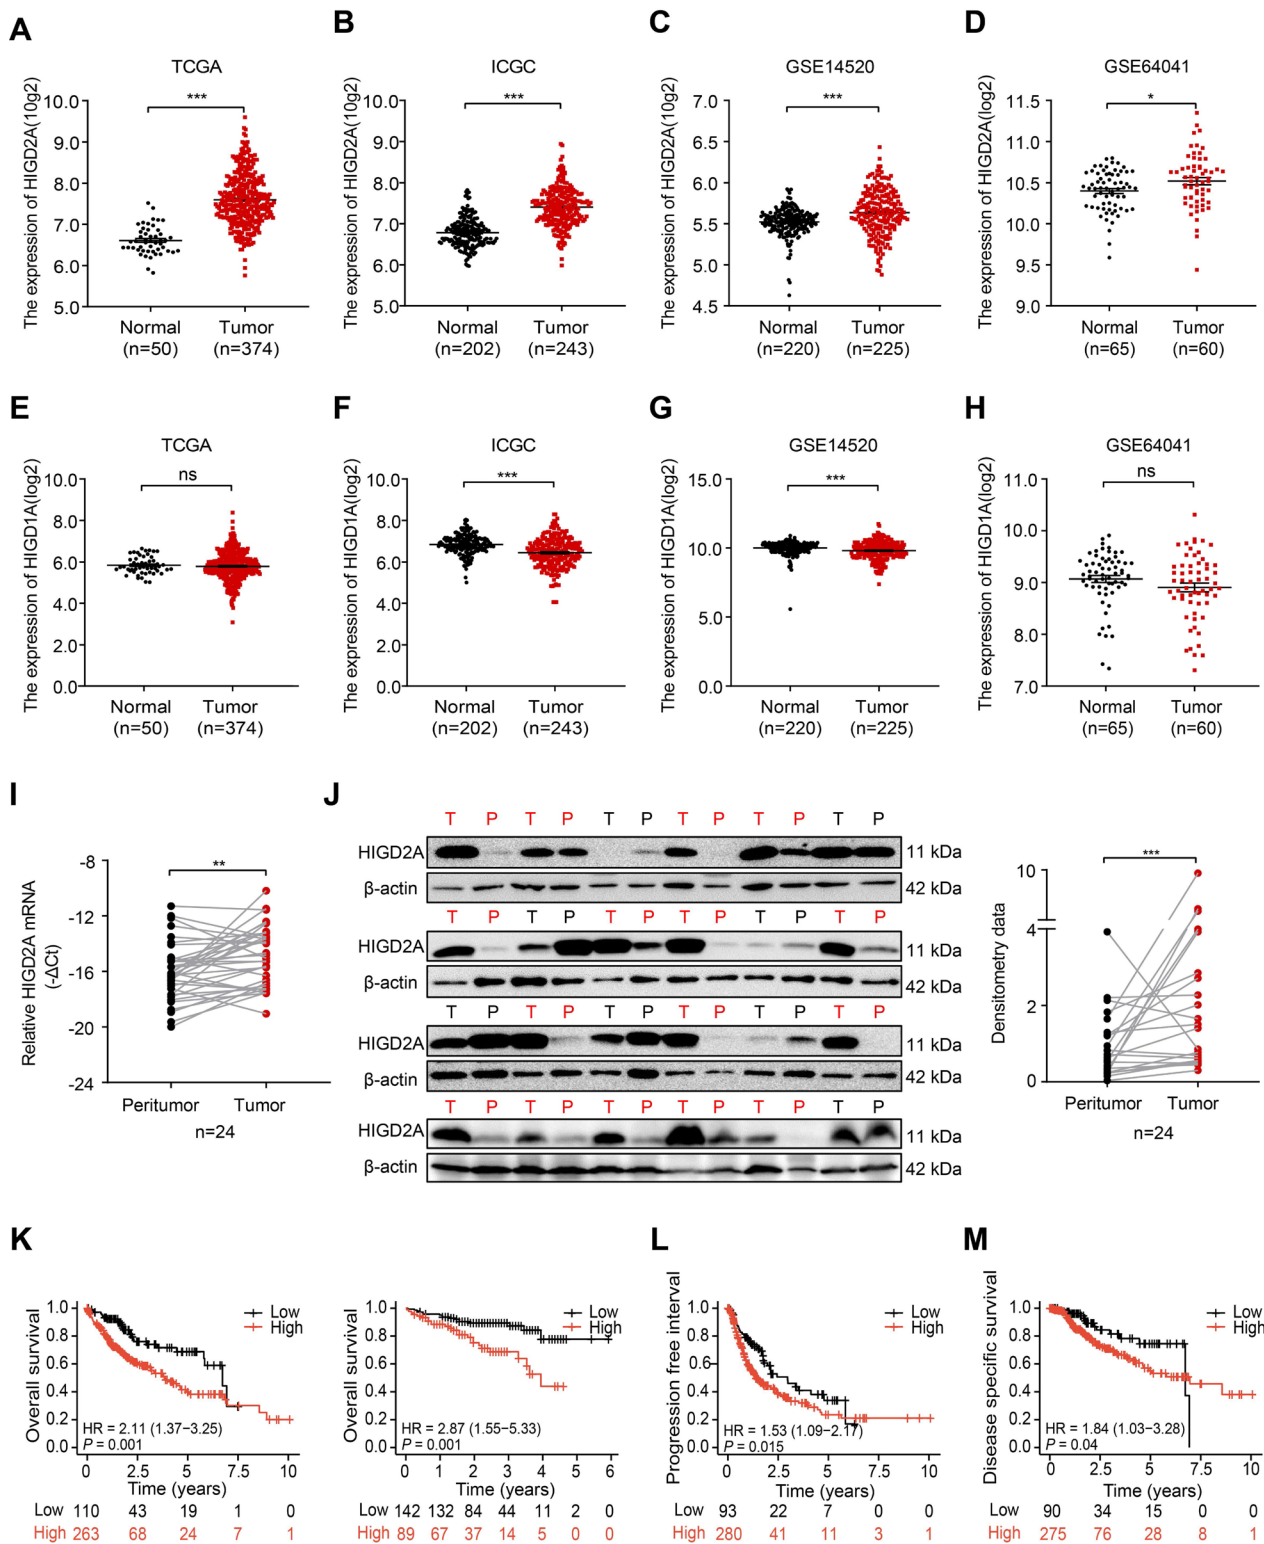 A
TCGA
***
The expression of HIGD2A(10g2)
10.0
9.0
8.0
7.0
6.0
5.0
Normal
(n=50)
Tumor
(n=374)
B
ICGC
***
The expression of HIGD2A(10g2)
10.0
9.0
8.0
7.0
6.0
5.0
Normal
(n=202)
Tumor
(n=243)
C
GSE14520
***
The expression of HIGD2A(10g2)
7.0
6.5
6.0
5.5
5.0
4.5
Normal
(n=220)
Tumor
(n=225)
D
GSE64041
*
The expression of HIGD2A(log2)
11.5
11.0
10.5
10.0
9.5
9.0
Normal
(n=65)
Tumor
(n=60)
E
TCGA
ns
The expression of HIGD1A(log2)
10.0
8.0
6.0
4.0
2.0
0.0
Normal
(n=50)
Tumor
(n=374)
F
ICGC
***
The expression of HIGD1A(log2)
10.0
8.0
6.0
4.0
2.0
0.0
Normal
(n=202)
Tumor
(n=243)
G
GSE14520
***
The expression of HIGD1A(log2)
15.0
10.0
5.0
0.0
Normal
(n=220)
Tumor
(n=225)
H
GSE64041
ns
The expression of HIGD1A(log2)
11.0
10.0
9.0
8.0
7.0
Normal
(n=65)
Tumor
(n=60)
I
**
Relative HIGD2A mRNA
(-ΔCt)
-8
-12
-16
-20
-24
Peritumor Tumor
n=24
J
T P T P T P T P T P T P
HIGD2A 11 kDa
β-actin 42 kDa
T P T P T P T P T P T P
HIGD2A 11 kDa
β-actin 42 kDa
T P T P T P T P T P T P
HIGD2A 11 kDa
β-actin 42 kDa
T P T P T P T P T P T P
HIGD2A 11 kDa
β-actin 42 kDa
***
Densitometry data
10
4
2
0
Peritumor Tumor
n=24
K
Overall survival
1.0
0.8
0.6
0.4
0.2
0.0
Low
High
HR = 2.11 (1.37−3.25)
P = 0.001
0 2.5 5 7.5 10
Time (years)
Low 110 43 19 1 0
High 263 68 24 7 1
Overall survival
1.0
0.8
0.6
0.4
0.2
0.0
Low
High
HR = 2.87 (1.55−5.33)
P = 0.001
0 1 2 3 4 5 6
Time (years)
Low 142 132 84 44 11 2 0
High 89 67 37 14 5 0 0
L
Progression free interval
1.0
0.8
0.6
0.4
0.2
0.0
Low
High
HR = 1.53 (1.09−2.17)
P = 0.015
0 2.5 5 7.5 10
Time (years)
Low 93 22 7 0 0
High 280 41 11 3 1
M
Disease specific survival
1.0
0.8
0.6
0.4
0.2
0.0
Low
High
HR = 1.84 (1.03−3.28)
P = 0.04
0 2.5 5 7.5 10
Time (years)
Low 90 34 15 0 0
High 275 76 28 8 1